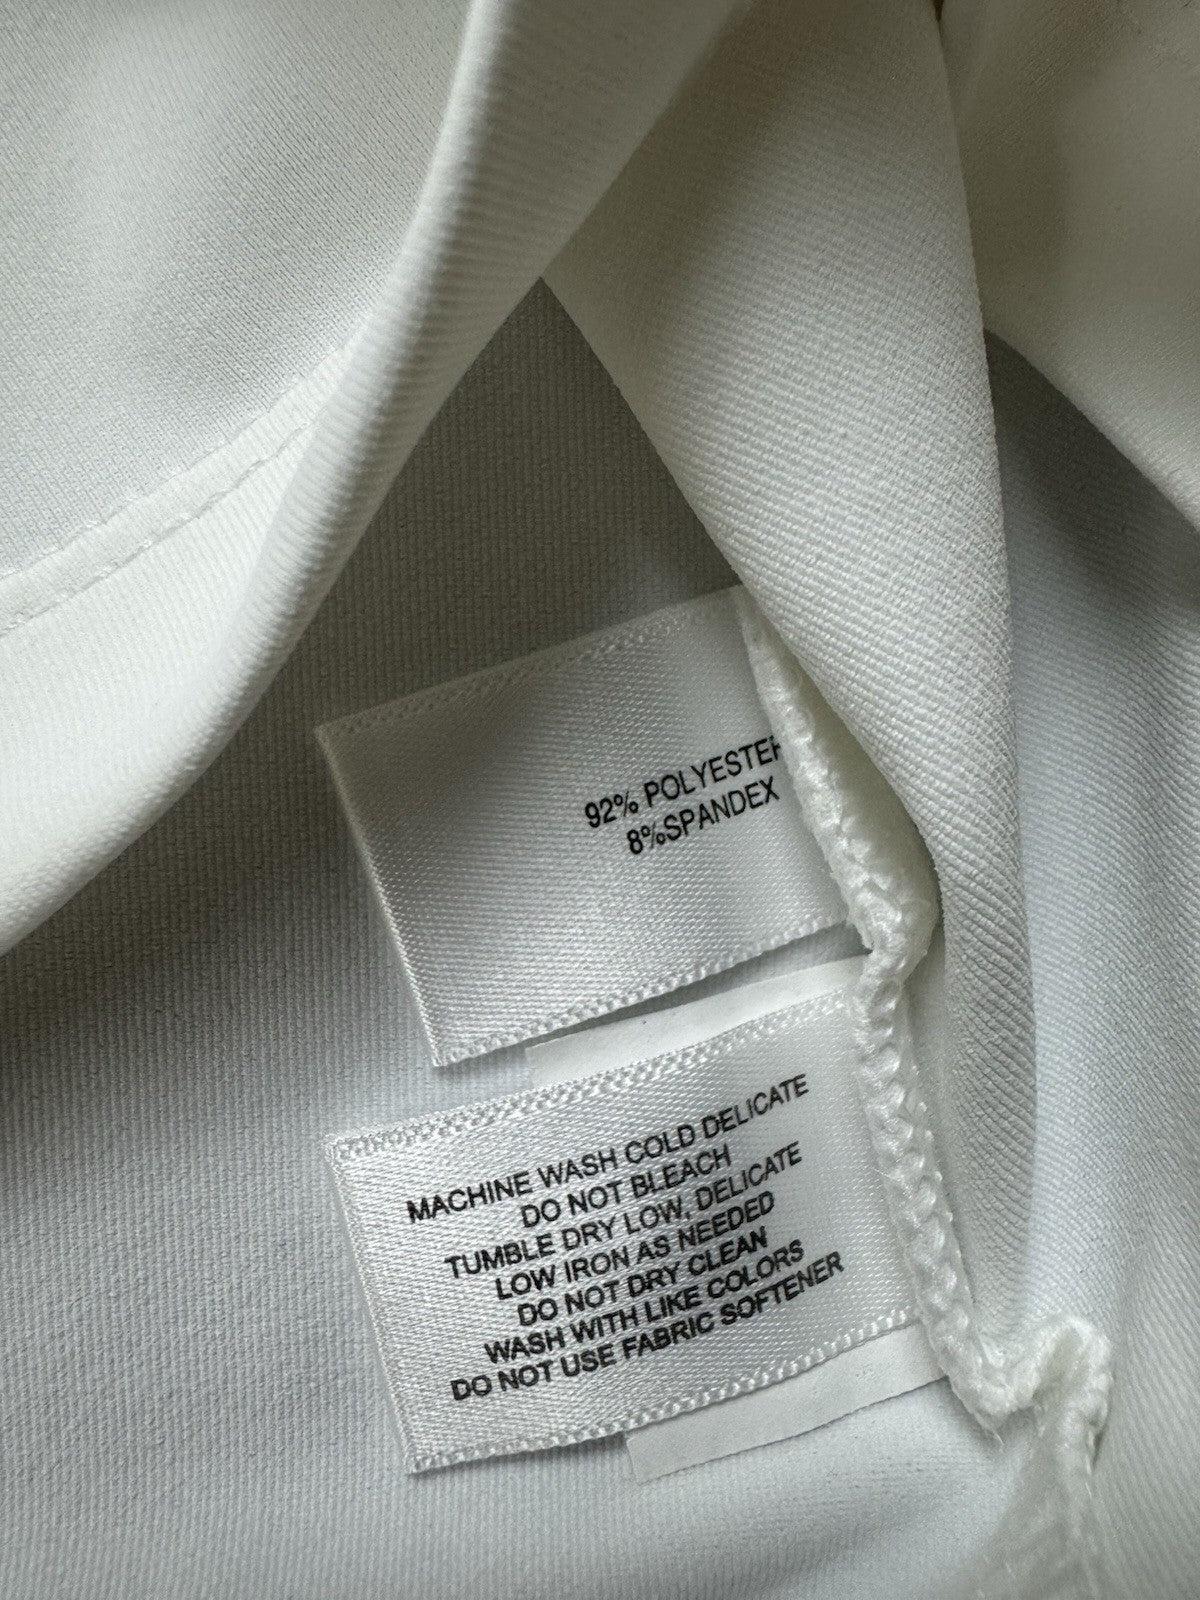 92% POLYESTER
8%SPANDEX
MACHINE WASH COLD DELICATE
DO NOT BLEACH
TUMBLE DRY LOW, DELICATE
LOW IRON AS NEEDED
DO NOT DRY CLEAN
WASH WITH LIKE COLORS
DO NOT USE FABRIC SOFTENER